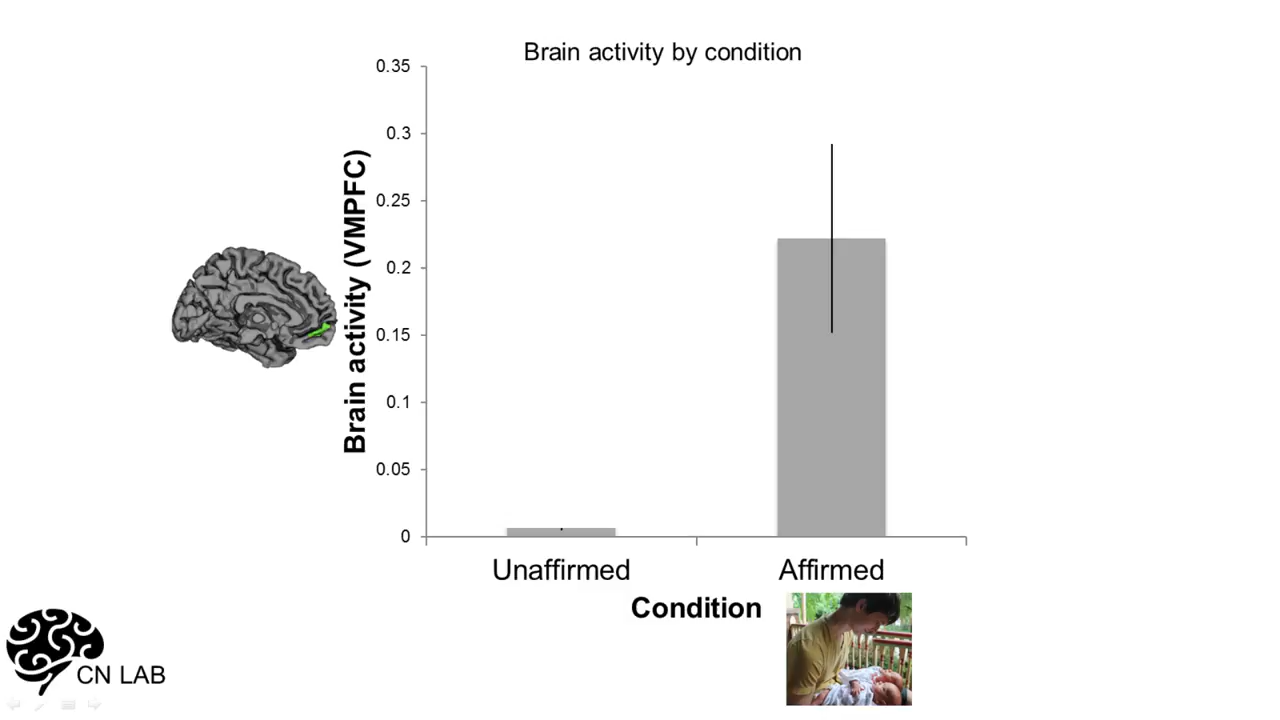 Brain activity by condition
Brain activity (VMPFC)
0.35
0.3
0.25
0.2
0.15
0.1
0.05
0
Unaffirmed
Affirmed
Condition
CN LAB